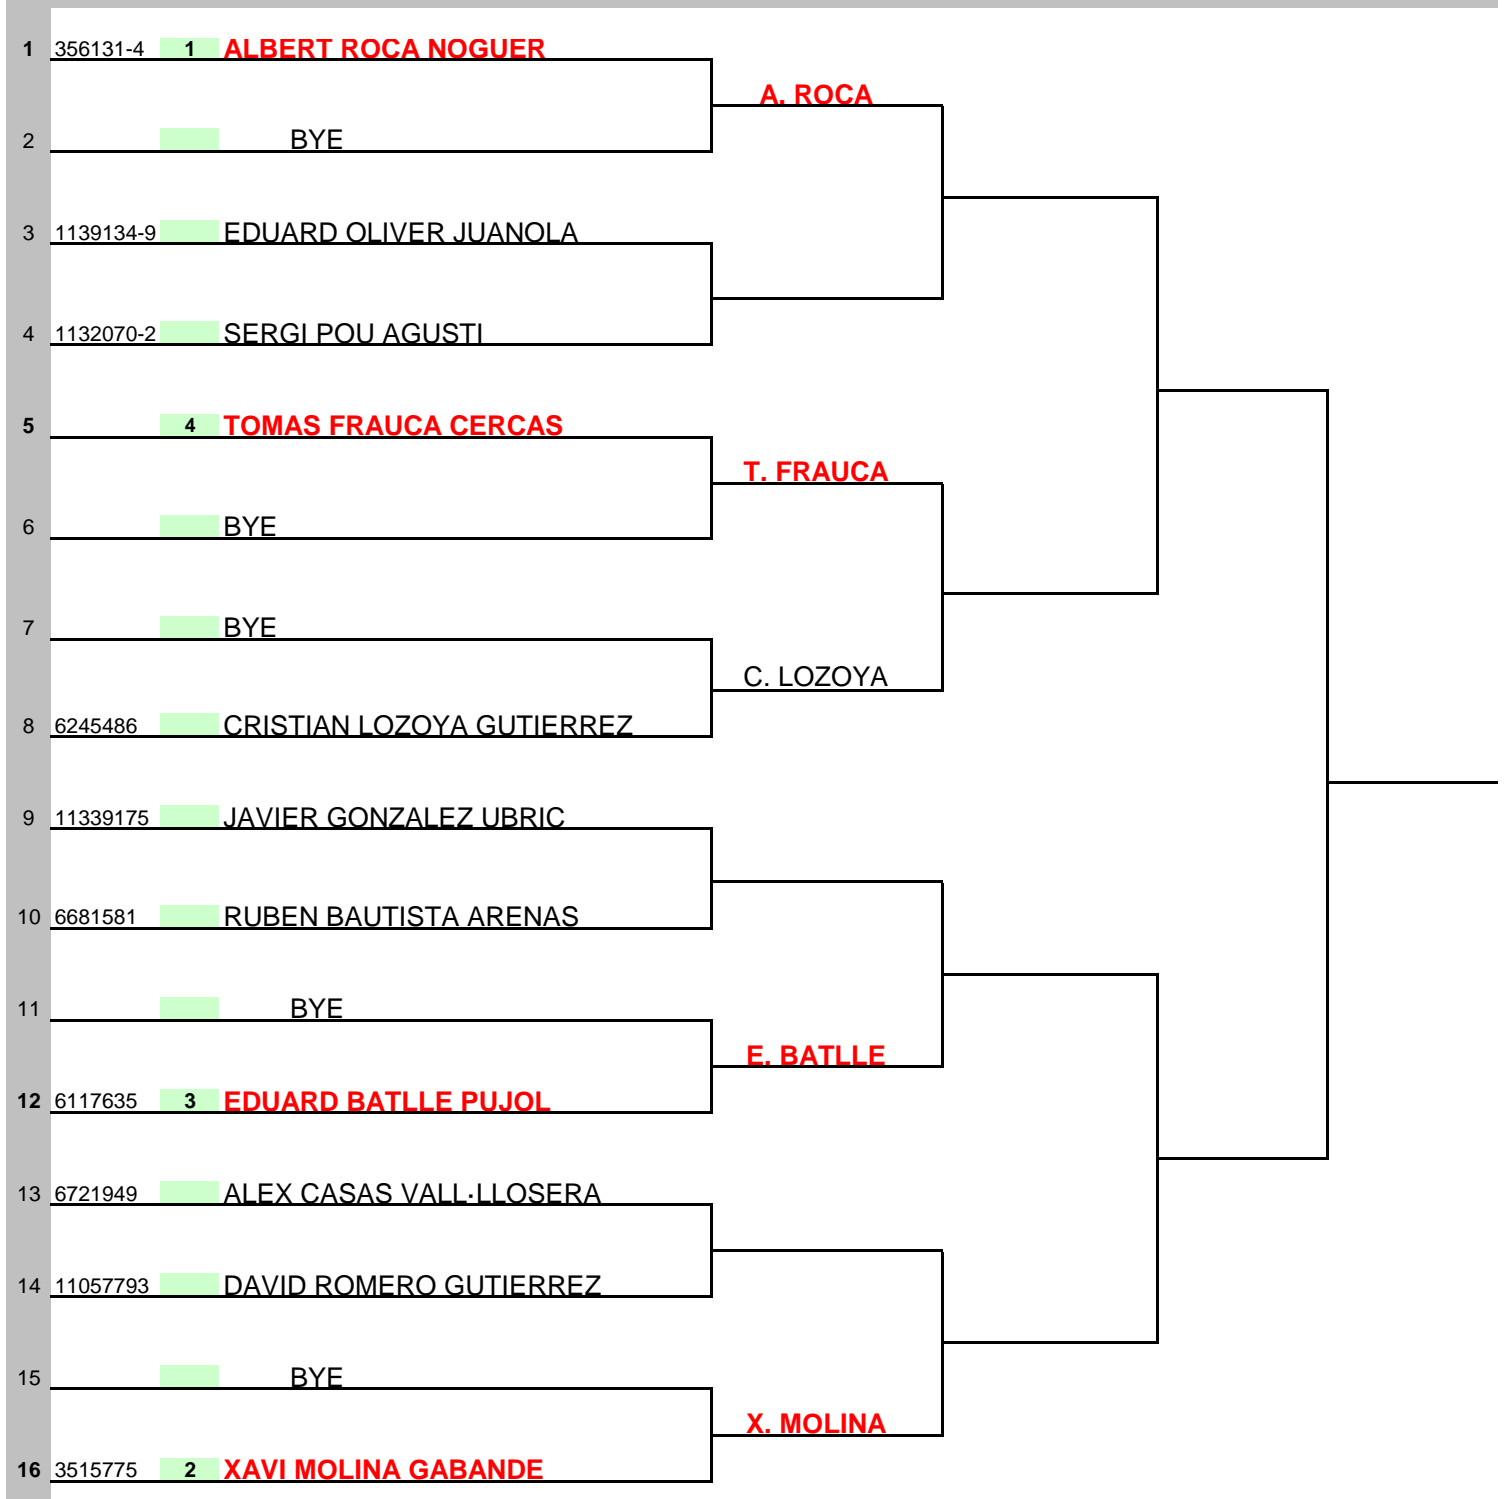 1 356131-4 1 ALBERT ROCA NOGUER
A. ROCA
2 BYE
3 1139134-9 EDUARD OLIVER JUANOLA
4 1132070-2 SERGI POU AGUSTI
5 4 TOMAS FRAUCA CERCAS
T. FRAUCA
6 BYE
7 BYE
C. LOZOYA
8 6245486 CRISTIAN LOZOYA GUTIERREZ
9 11339175 JAVIER GONZALEZ UBRIC
10 6681581 RUBEN BAUTISTA ARENAS
11 BYE
E. BATLLE
12 6117635 3 EDUARD BATLLE PUJOL
13 6721949 ALEX CASAS VALL·LLOSERA
14 11057793 DAVID ROMERO GUTIERREZ
15 BYE
X. MOLINA
16 3515775 2 XAVI MOLINA GABANDE